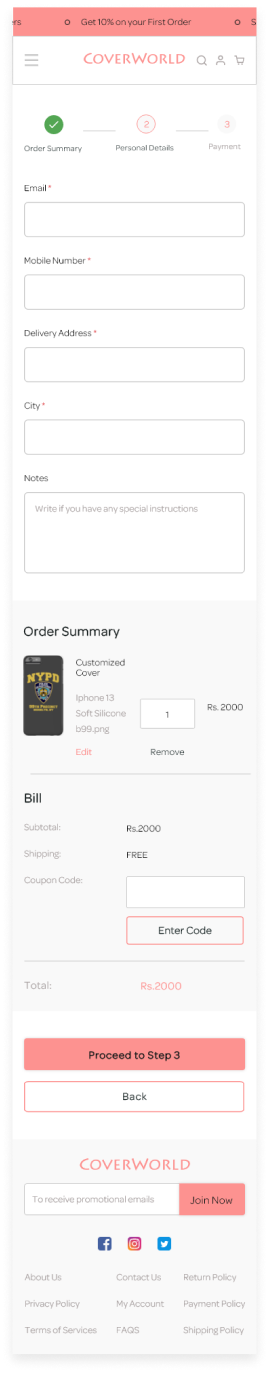 rs o Get 10% on your First Order o S
CoverWorld
2 3
Order Summary Personal Details Payment
Email *
Mobile Number *
Delivery Address *
City *
Notes
Write if you have any special instructions
Order Summary
NYPD
Customized
Cover
Iphone 13
Soft Silicone
b99.png
1
Rs. 2000
Edit Remove
Bill
Subtotal: Rs.2000
Shipping: FREE
Coupon Code:
Enter Code
Total: Rs.2000
Proceed to Step 3
Back
CoverWorld
To receive promotional emails Join Now
About Us Contact Us Return Policy
Privacy Policy My Account Payment Policy
Terms of Services FAQS Shipping Policy